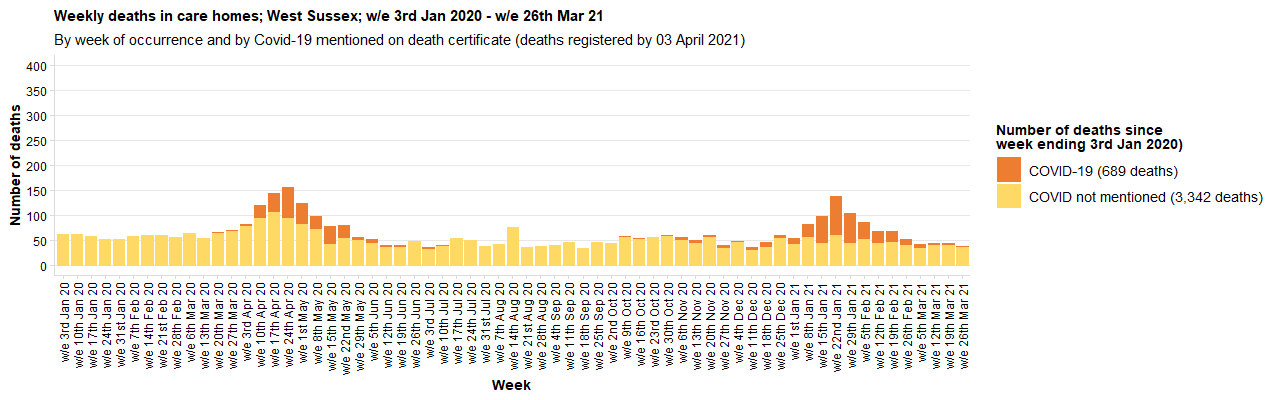 Weekly deaths in care homes; West Sussex; w/e 3rd Jan 2020 - w/e 26th Mar 21
By week of occurrence and by Covid-19 mentioned on death certificate (deaths registered by 03 April 2021)
Number of deaths
400
350
300
250
200
150
100
50
0
w/e 3rd Jan 20
w/e 10th Jan 20
w/e 17th Jan 20
w/e 24th Jan 20
w/e 31st Jan 20
w/e 7th Feb 20
w/e 14th Feb 20
w/e 21st Feb 20
w/e 28th Feb 20
w/e 6th Mar 20
w/e 13th Mar 20
w/e 20th Mar 20
w/e 27th Mar 20
w/e 3rd Apr 20
w/e 10th Apr 20
w/e 17th Apr 20
w/e 24th Apr 20
w/e 1st May 20
w/e 8th May 20
w/e 15th May 20
w/e 22nd May 20
w/e 29th May 20
w/e 5th Jun 20
w/e 12th Jun 20
w/e 19th Jun 20
w/e 26th Jun 20
w/e 3rd Jul 20
w/e 10th Jul 20
w/e 17th Jul 20
w/e 24th Jul 20
w/e 31st Jul 20
w/e 7th Aug 20
w/e 14th Aug 20
w/e 21st Aug 20
w/e 28th Aug 20
w/e 4th Sep 20
w/e 11th Sep 20
w/e 18th Sep 20
w/e 25th Sep 20
w/e 2nd Oct 20
w/e 9th Oct 20
w/e 16th Oct 20
w/e 23rd Oct 20
w/e 30th Oct 20
w/e 6th Nov 20
w/e 13th Nov 20
w/e 20th Nov 20
w/e 27th Nov 20
w/e 4th Dec 20
w/e 11th Dec 20
w/e 18th Dec 20
w/e 25th Dec 20
w/e 1st Jan 21
w/e 8th Jan 21
w/e 15th Jan 21
w/e 22nd Jan 21
w/e 29th Jan 21
w/e 5th Feb 21
w/e 12th Feb 21
w/e 19th Feb 21
w/e 26th Feb 21
w/e 5th Mar 21
w/e 12th Mar 21
w/e 19th Mar 21
w/e 26th Mar 21
Week
Number of deaths since
week ending 3rd Jan 2020)
COVID-19 (689 deaths)
COVID not mentioned (3,342 deaths)